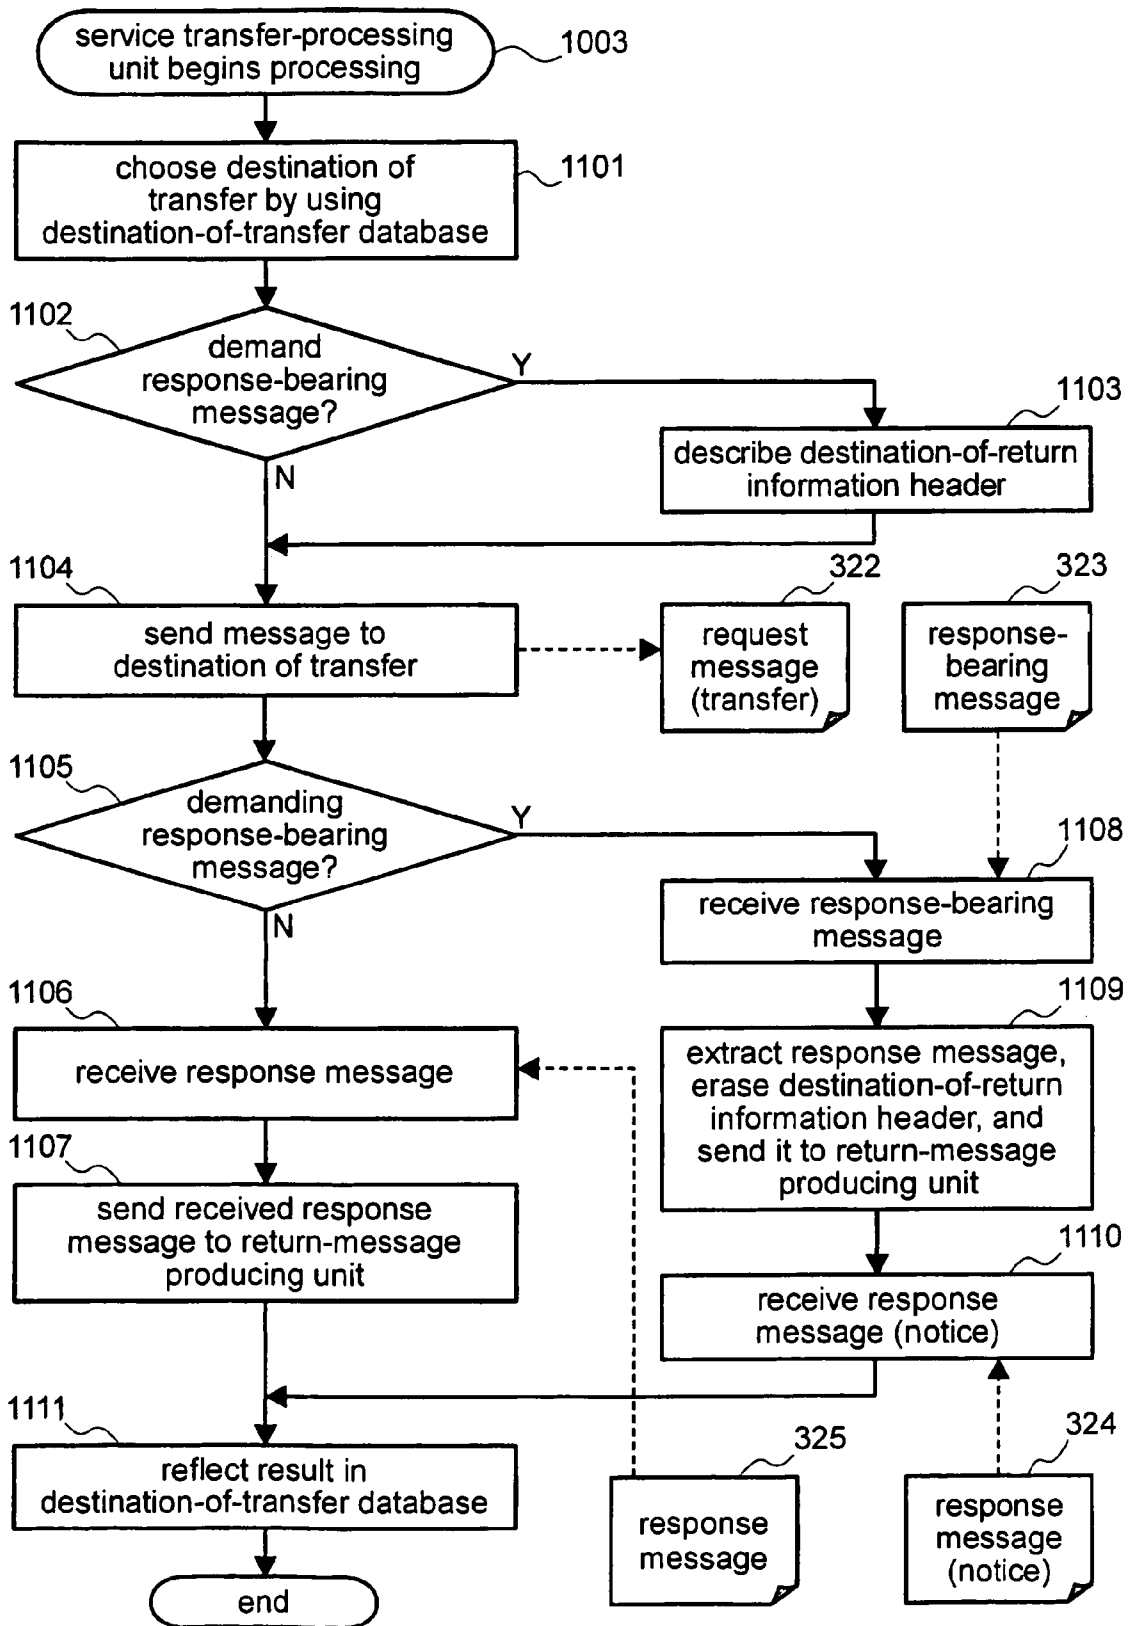 service transfer-processing
unit begins processing
1003
choose destination of
transfer by using
destination-of-transfer database
1101
1102
demand
response-bearing
message?
Y
N
1103
describe destination-of-return
information header
1104
send message to
destination of transfer
322
request
message
(transfer)
323
response-
bearing
message
1105
demanding
response-bearing
message?
Y
N
1108
receive response-bearing
message
1106
receive response message
1109
extract response message,
erase destination-of-return
information header, and
send it to return-message
producing unit
1107
send received response
message to return-message
producing unit
1110
receive response
message (notice)
1111
reflect result in
destination-of-transfer database
325
response
message
324
response
message
(notice)
end